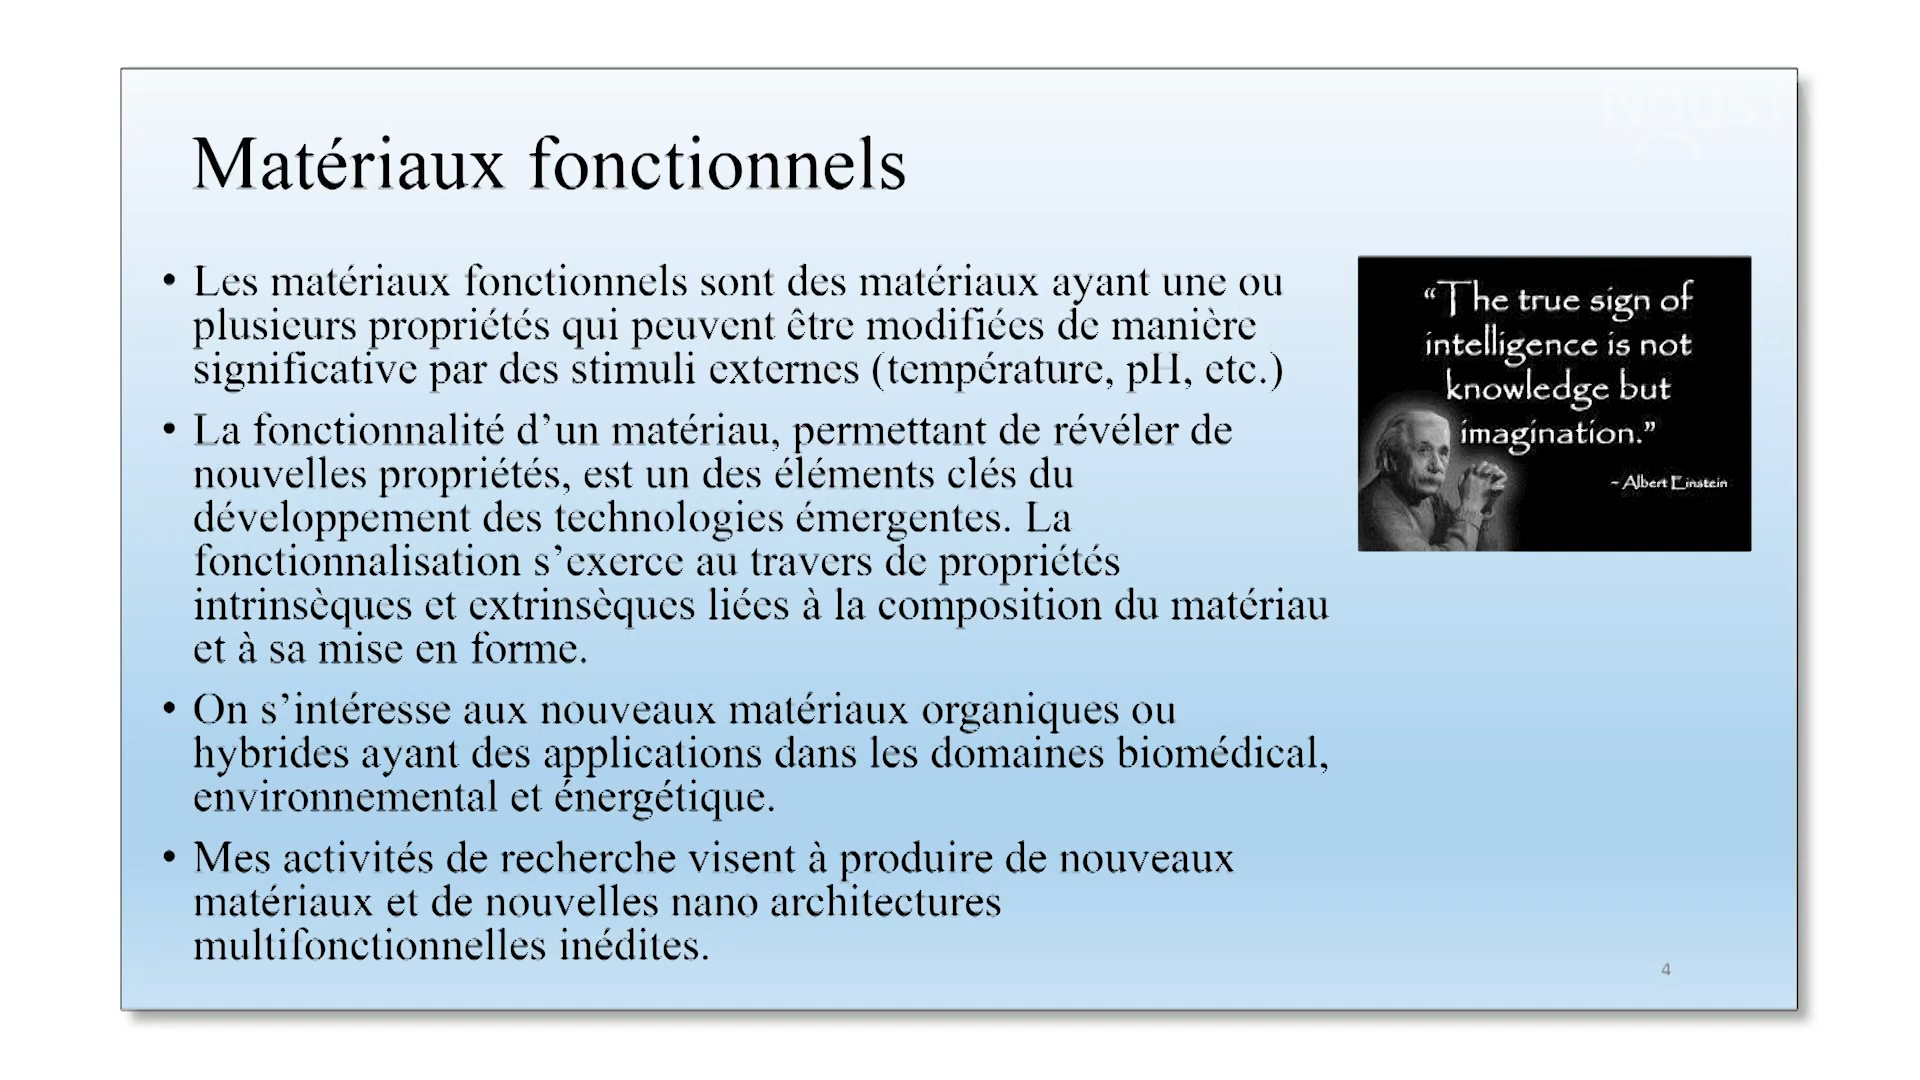 Matériaux fonctionnels
• Les matériaux fonctionnels sont des matériaux ayant une ou
plusieurs propriétés qui peuvent être modifiées de manière
significative par des stimuli externes (température, pH, etc.)
• La fonctionnalité d’un matériau, permettant de révéler de
nouvelles propriétés, est un des éléments clés du
développement des technologies émergentes. La
fonctionnalisation s’exerce au travers de propriétés
intrinsèques et extrinsèques liées à la composition du matériau
et à sa mise en forme.
• On s’intéresse aux nouveaux matériaux organiques ou
hybrides ayant des applications dans les domaines biomédical,
environnemental et énergétique.
• Mes activités de recherche visent à produire de nouveaux
matériaux et de nouvelles nano architectures
multifonctionnelles inédites.
“The true sign of
intelligence is not
knowledge but
imagination.”
~ Albert Einstein
4